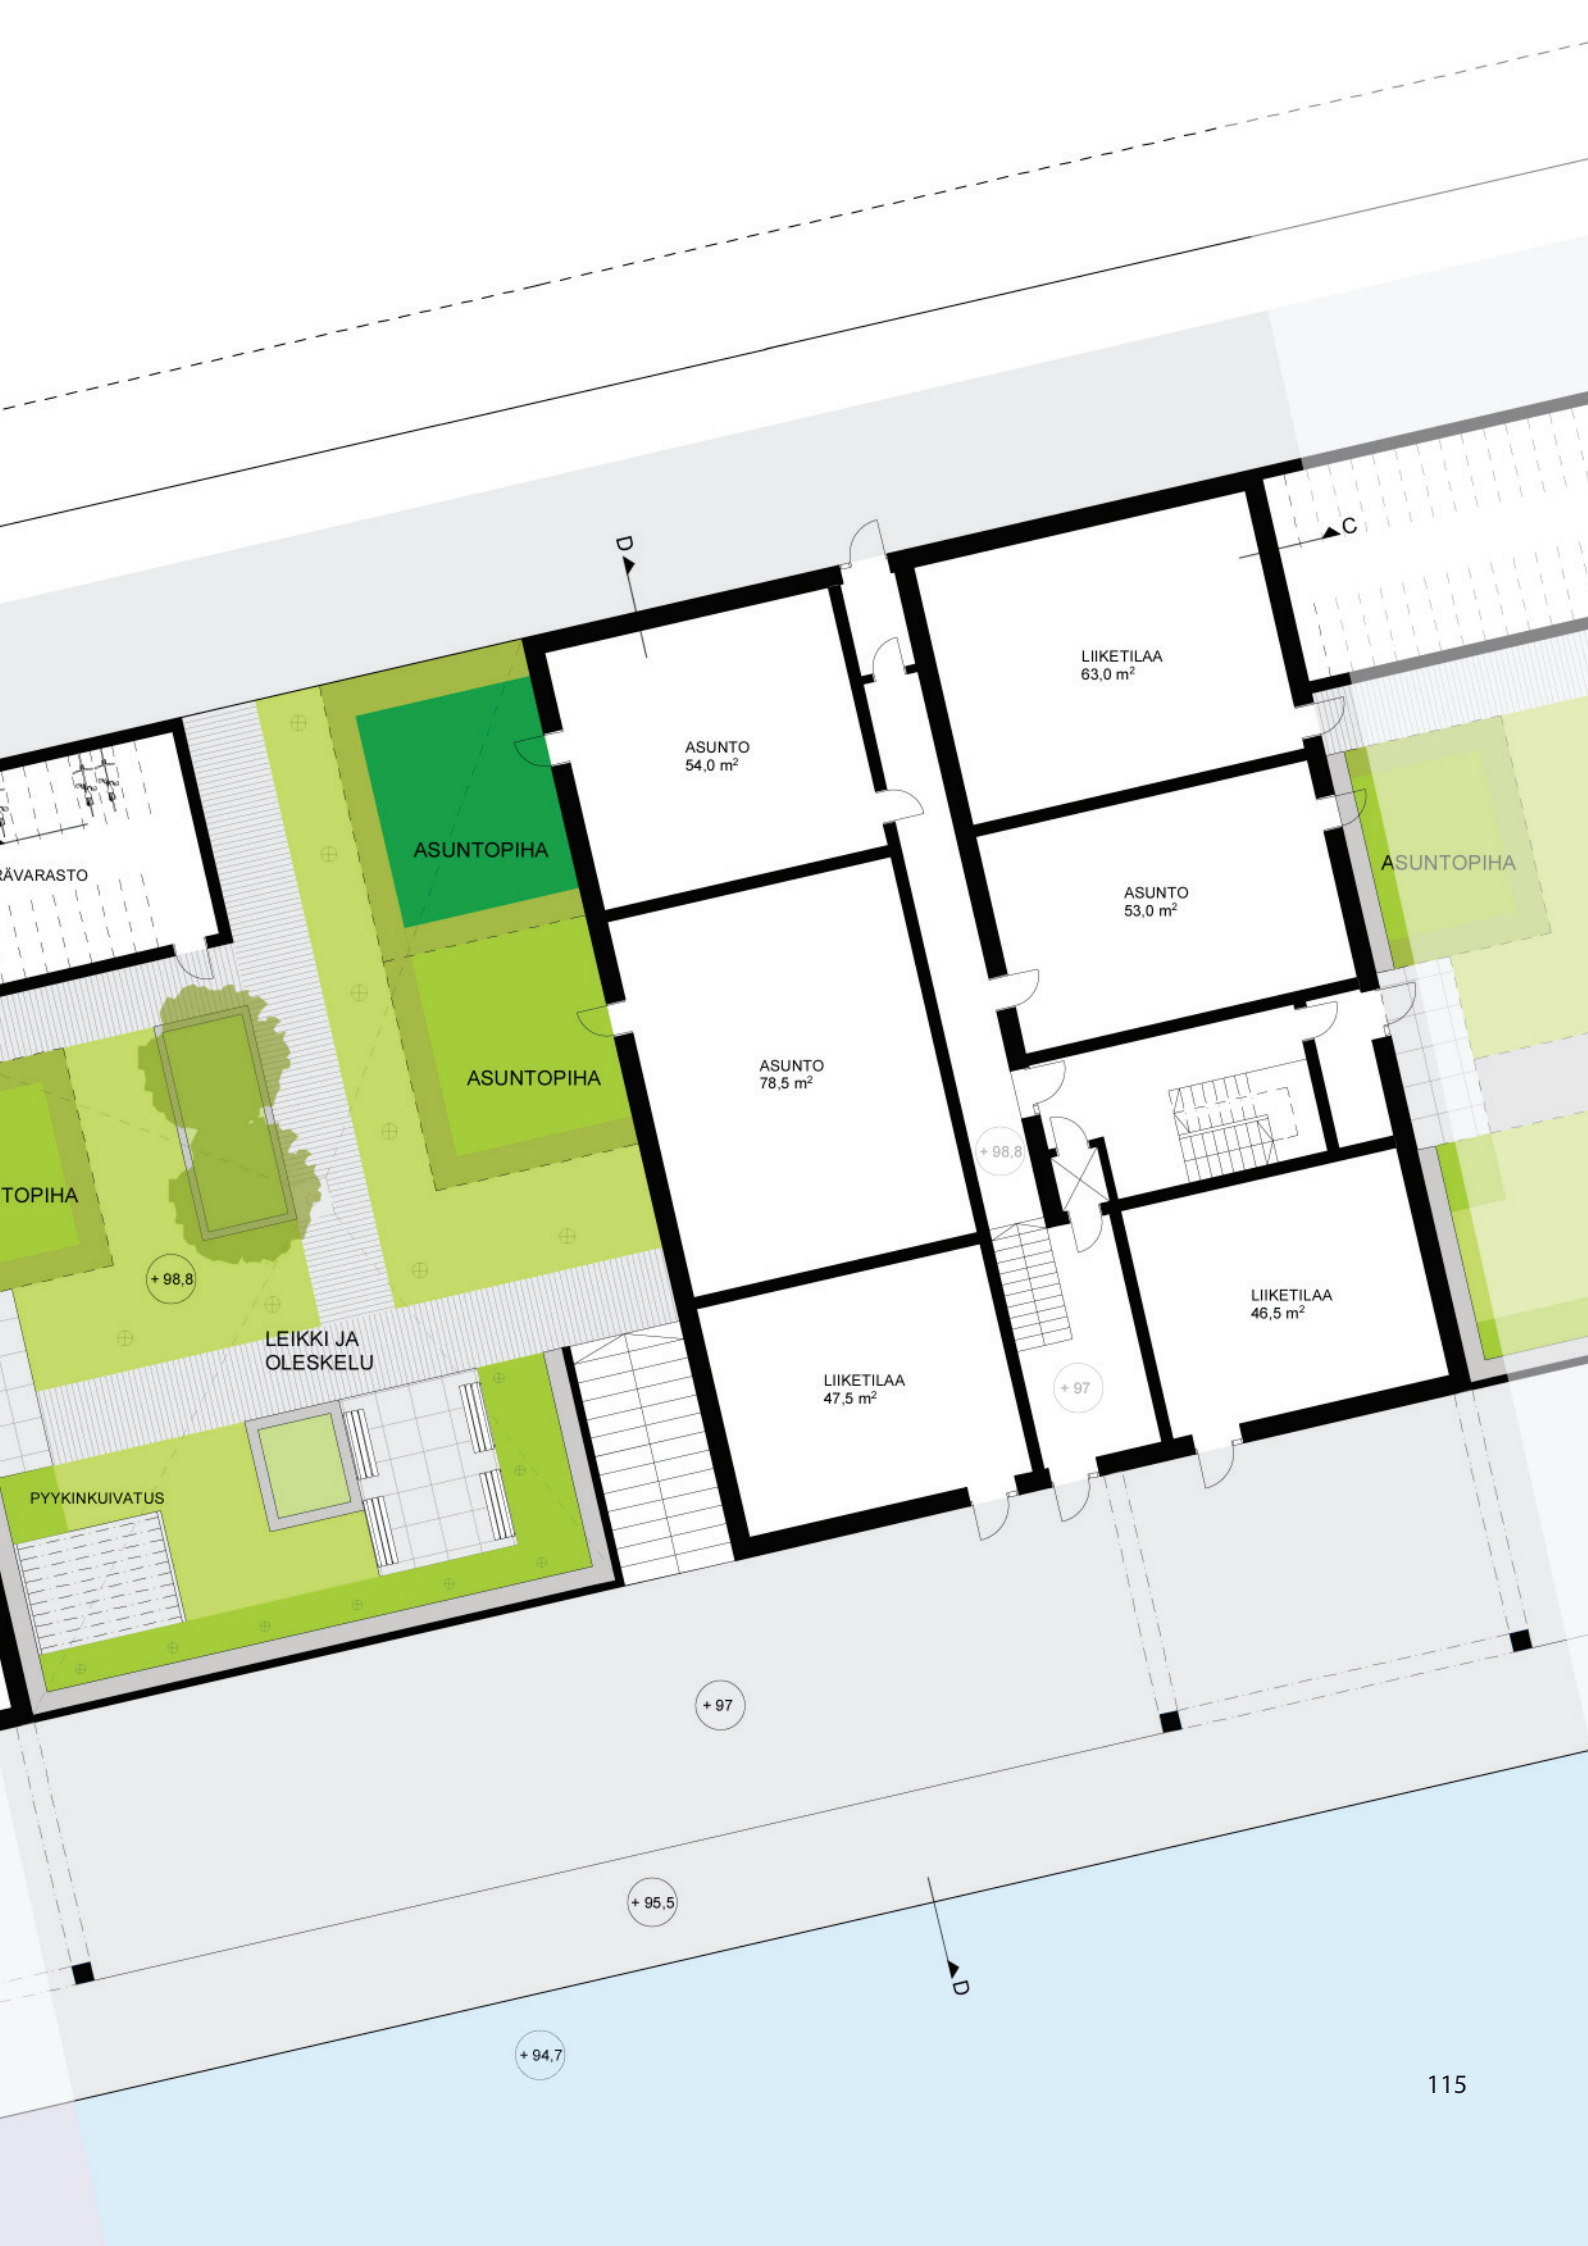 D
C
LIIKETILAA
63,0 m²
ASUNTO
54,0 m²
ASUNTOPIHA
ASUNTOPIHA
RÄVARASTO
ASUNTO
53,0 m²
ASUNTO
78,5 m²
ASUNTOPIHA
+ 98,8
TOPIHA
+ 98,8
LIIKETILAA
46,5 m²
LEIKKI JA
OLESKELU
LIIKETILAA
47,5 m²
+ 97
PYYKINKUIVATUS
+ 97
+ 95,5
D
+ 94,7
115